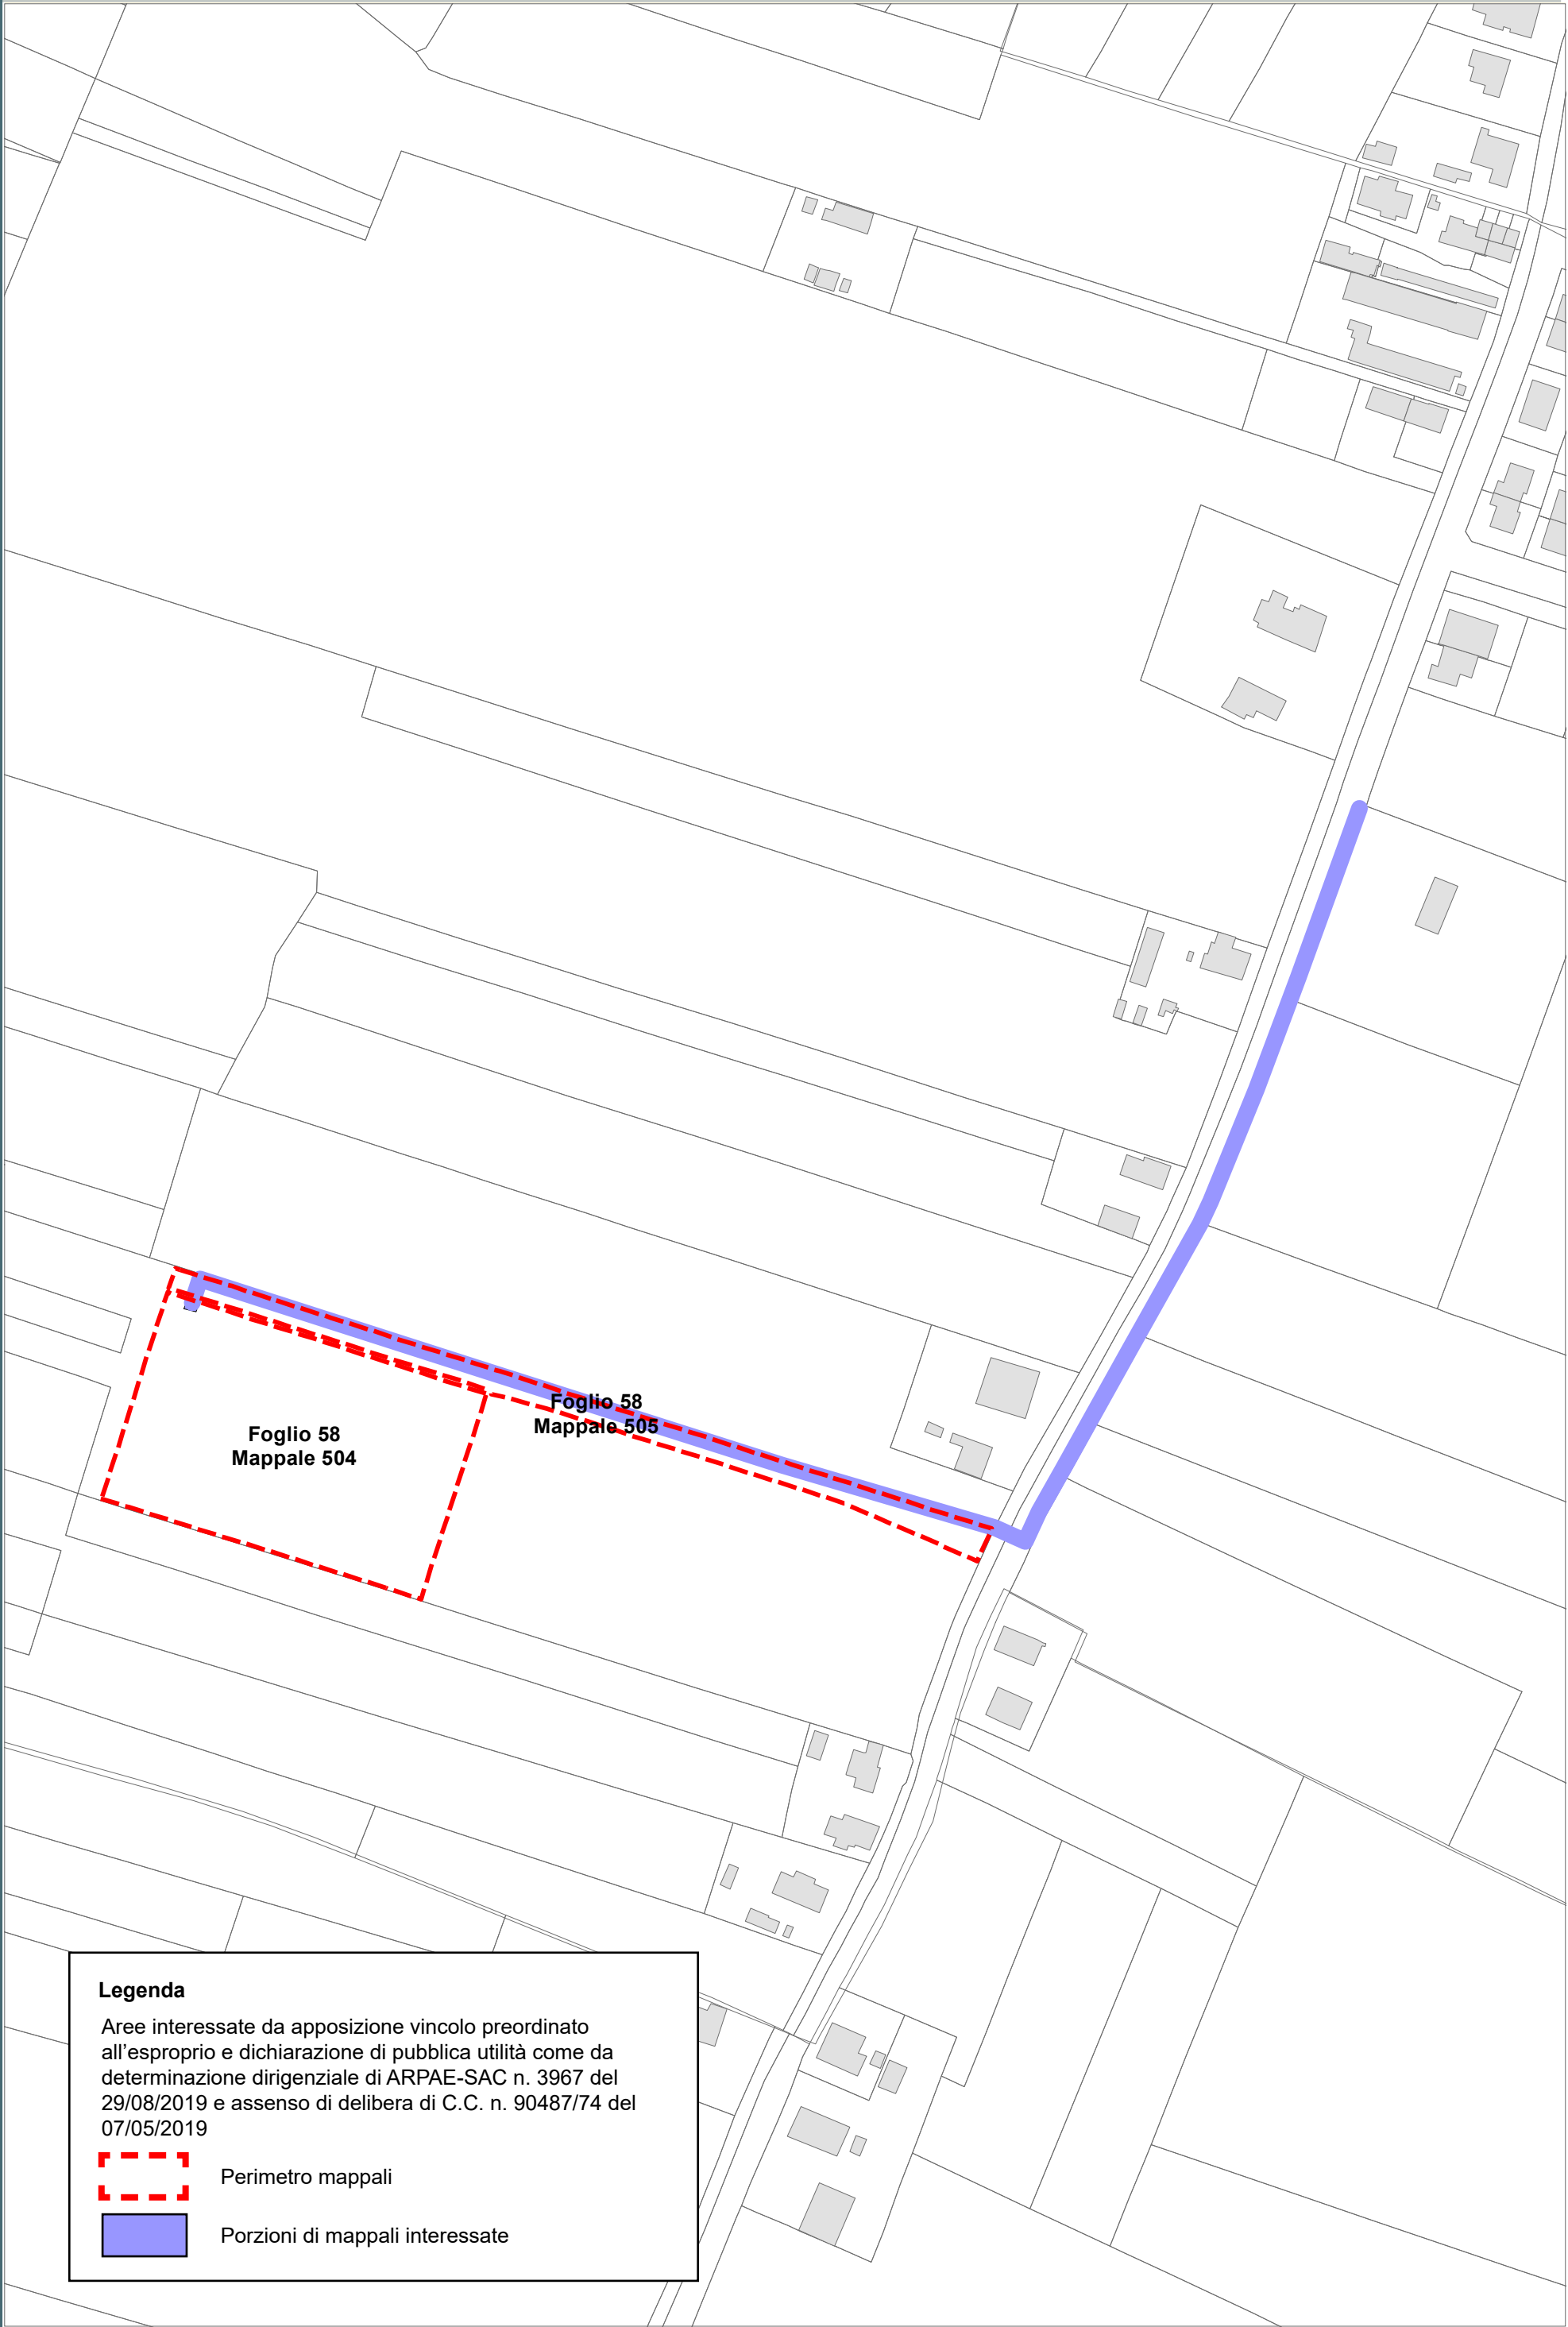 Foglio 58
Mappale 505
Foglio 58
Mappale 504
Legenda
Aree interessate da apposizione vincolo preordinato
all'esproprio e dichiarazione di pubblica utilità come da
determinazione dirigenziale di ARPAE-SAC n. 3967 del
29/08/2019 e assenso di delibera di C.C. n. 90487/74 del
07/05/2019
Perimetro mappali
Porzioni di mappali interessate